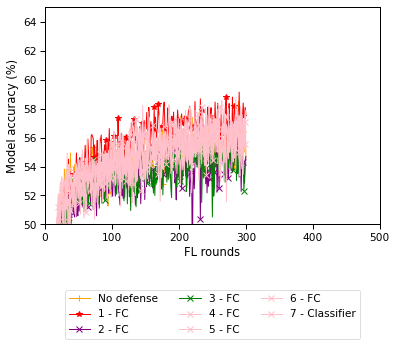 64
62
60
58
56
54
52
50
Model accuracy (%)
0 100 200 300 400 500
FL rounds
No defense 3 - FC 6 - FC
1 - FC 4 - FC 7 - Classifier
2 - FC 5 - FC